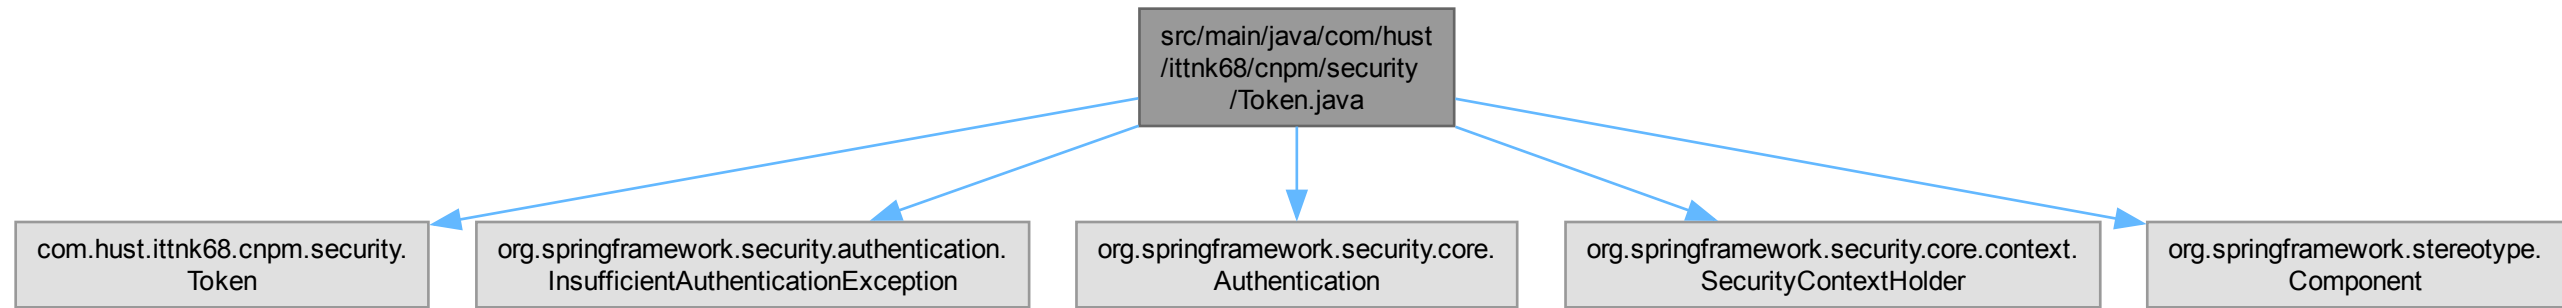 src/main/java/com/hust
/ittnk68/cnpm/security
/Token.java
com.hust.ittnk68.cnpm.security.
Token
org.springframework.security.authentication.
InsufficientAuthenticationException
org.springframework.security.core.
Authentication
org.springframework.security.core.context.
SecurityContextHolder
org.springframework.stereotype.
Component